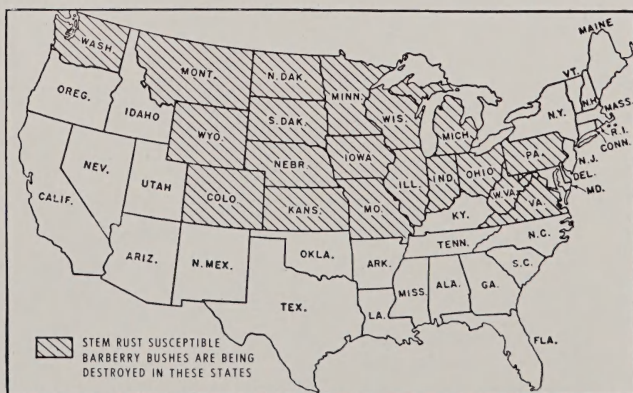 MAINE
WASH.
MONT.
N.DAK.
MINN.
VT.
N.H.
OREG.
IDAHO
WYO.
S.DAK.
WIS.
MICH.
N.Y.
MASS.
R.I.
CONN.
NEV.
UTAH
COLO.
NEBR.
IOWA
ILL.
IND.
OHIO
PA.
N.J.
DEL.
MD.
CALIF.
KANS.
MO.
KY.
W.VA.
VA.
ARIZ.
N.MEX.
OKLA.
ARK.
TENN.
N.C.
S.C.
TEX.
LA.
MISS.
ALA.
GA.
FLA.
STEM RUST SUSCEPTIBLE
BARBERRY BUSHES ARE BEING
DESTROYED IN THESE STATES